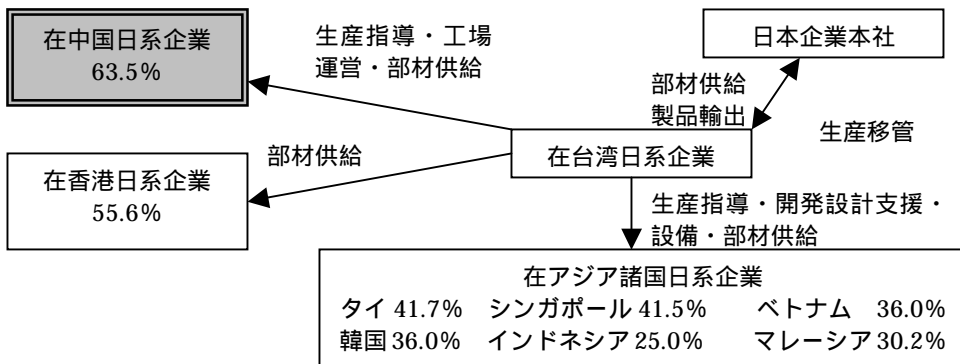 在中国日系企業
63.5%
生産指導・工場
運営・部材供給
日本企業本社
部材供給
製品輸出
生産移管
在台湾日系企業
部材供給
在香港日系企業
55.6%
生産指導・開発設計支援・
設備・部材供給
在アジア諸国日系企業
タイ 41.7% シンガポール 41.5% ベトナム 36.0%
韓国 36.0% インドネシア 25.0% マレーシア 30.2%